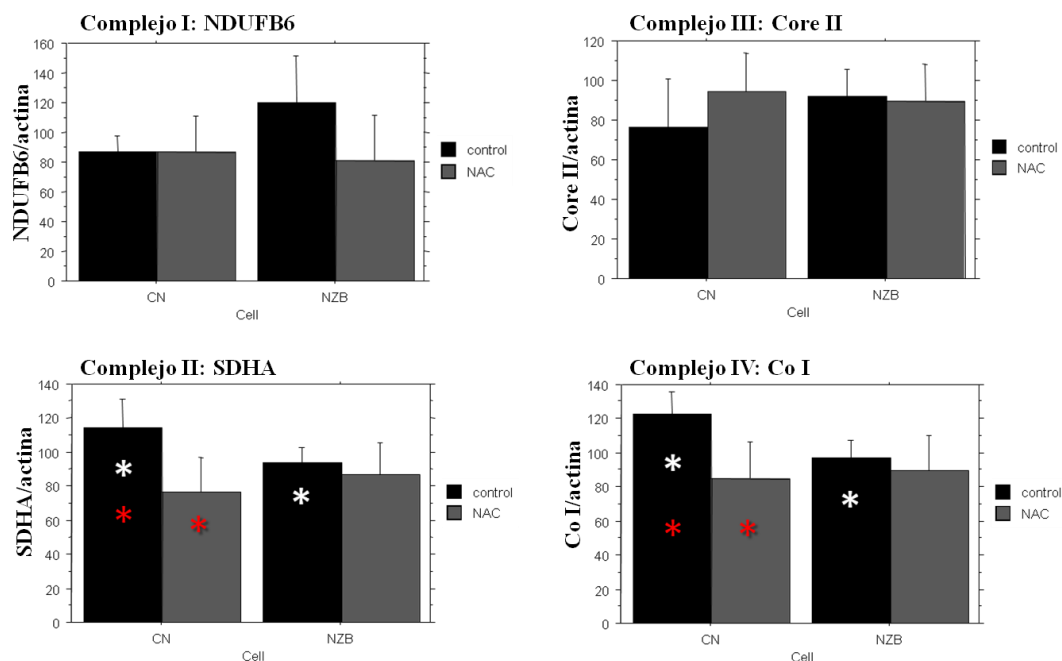 Complejo I: NDUFB6
NDUFB6/actina
160
140
120
100
80
60
40
20
0
CN
NZB
Cell
control
NAC
Complejo III: Core II
Core II/actina
120
100
80
60
40
20
0
CN
NZB
Cell
control
NAC
Complejo II: SDHA
SDHA/actina
140
120
100
80
60
40
20
0
* * * *
CN
NZB
Cell
control
NAC
Complejo IV: Co I
Co I/actina
140
120
100
80
60
40
20
0
* * * *
CN
NZB
Cell
control
NAC